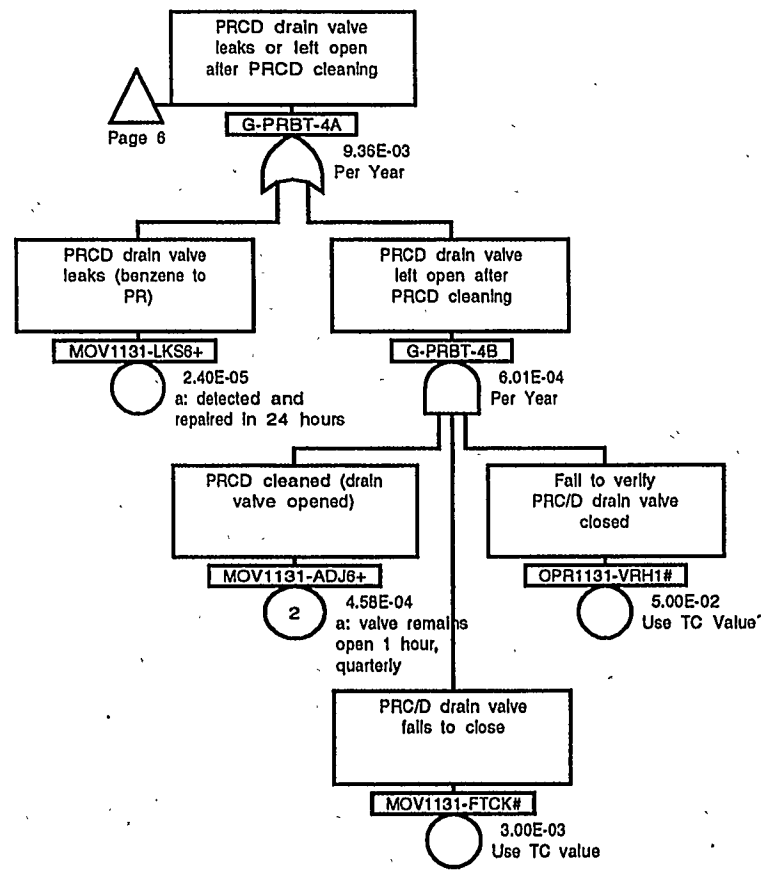 PRCD drain valve
leaks or left open
after PRCD cleaning
Page 6
G-PRBT-4A
9.36E-03
Per Year
PRCD drain valve
leaks (benzene to
PR)
MOV1131-LKS6+
2.40E-05
a: detected and
repaired in 24 hours
PRCD drain valve
left open after
PRCD cleaning
G-PRBT-4B
6.01E-04
Per Year
PRCD cleaned (drain
valve opened)
MOV1131-ADJ6+
2
4.58E-04
a: valve remains
open 1 hour,
quarterly
Fail to verify
PRC/D drain valve
closed
OPR1131-VRH1#
5.00E-02
Use TC Value
PRC/D drain valve
fails to close
MOV1131-FTCK#
3.00E-03
Use TC value